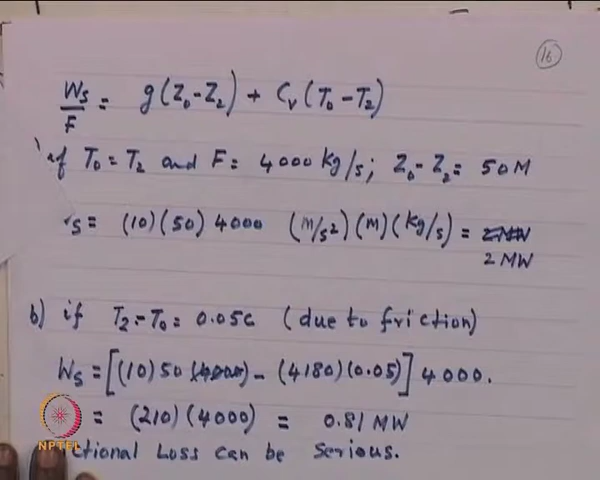 16
Ws/F = g(Z0-Z2) + Cv(T0-T2)
if T0=T2 and F= 4000 kg/s; Z0-Z2= 50M
s= (10)(50) 4000 (m/s²)(m)(kg/s) = 2MW
2 MW
b) if T2-T0= 0.05C (due to friction)
Ws =[(10)50 (4000) - (4180)(0.05)] 4000.
= (210)(4000) = 0.81 MW
ctional Loss can be Serious.
NPTEL